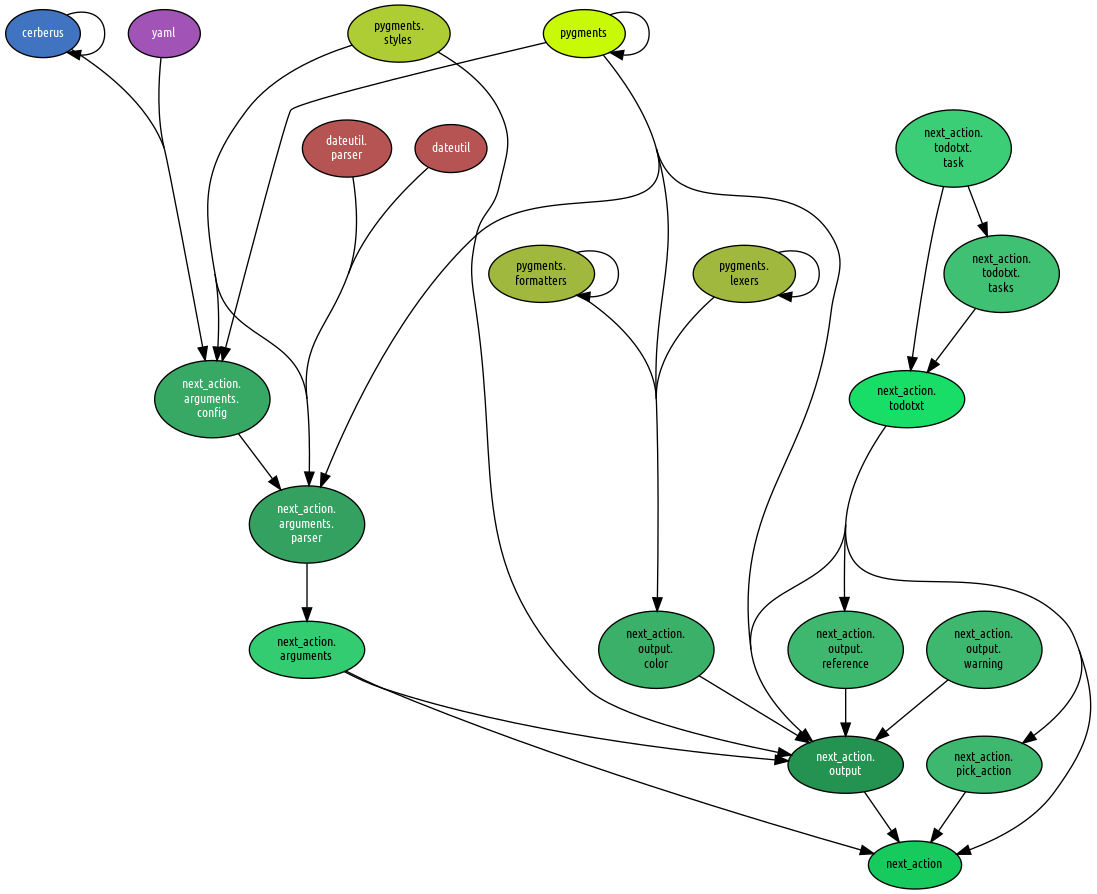 cerberus
yaml
pygments.
styles
pygments
dateutil.
parser
dateutil
next_action.
todotxt.
task
pygments.
formatters
pygments.
lexers
next_action.
todotxt.
tasks
next_action.
arguments.
config
next_action.
todotxt
next_action.
arguments.
parser
next_action.
arguments
next_action.
output.
color
next_action.
output.
reference
next_action.
output.
warning
next_action.
output
next_action.
pick_action
next_action